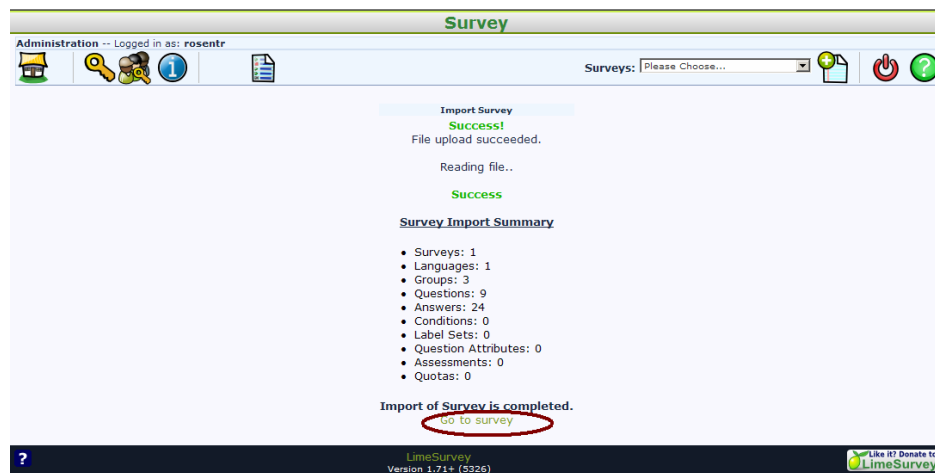 Survey
Administration -- Logged in as: rosentr
Surveys: Please Choose...
Import Survey
Success!
File upload succeeded.
Reading file..
Success
Survey Import Summary
• Surveys: 1
• Languages: 1
• Groups: 3
• Questions: 9
• Answers: 24
• Conditions: 0
• Label Sets: 0
• Question Attributes: 0
• Assessments: 0
• Quotas: 0
Import of Survey is completed.
Go to survey
?
LimeSurvey
Version 1.71+ (5326)
Like it? Donate to
LimeSurvey